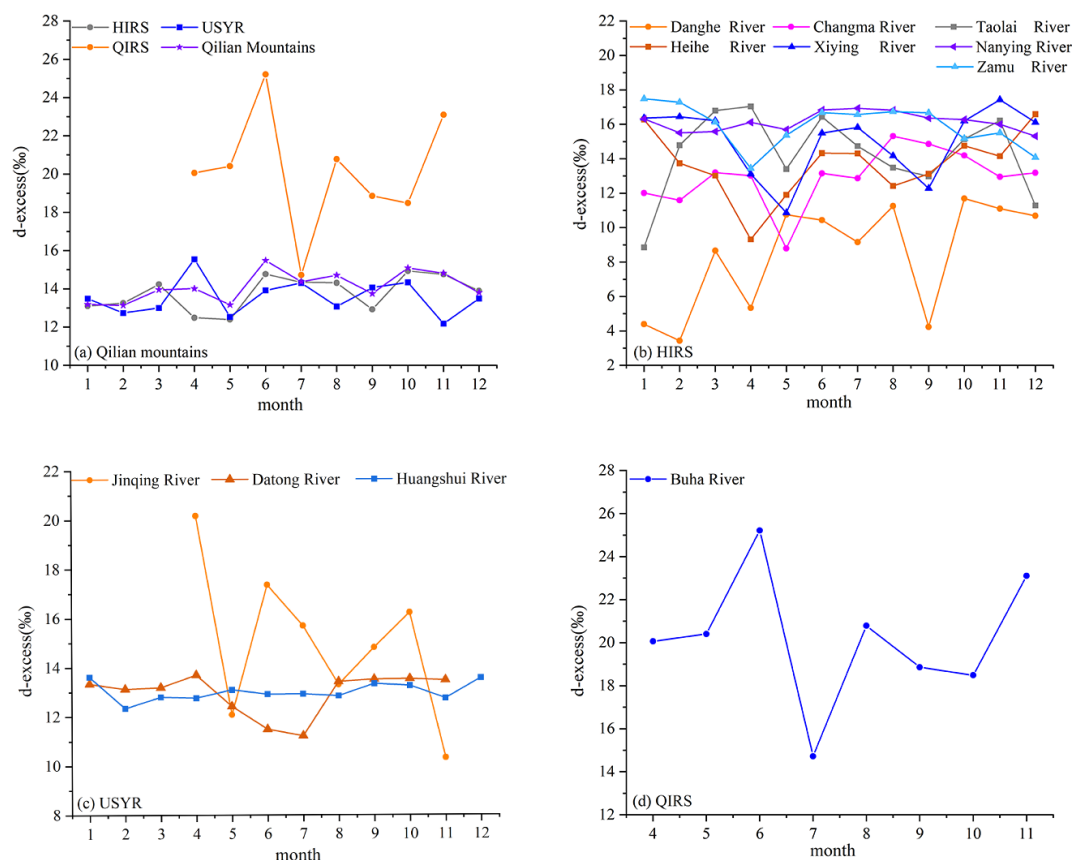 HIRS USYR
QIRS Qilian Mountains
d-excess(‰)
28
26
24
22
20
18
16
14
12
10
(a) Qilian mountains
1 2 3 4 5 6 7 8 9 10 11 12
month
Danghe River Changma River Taolai River
Heihe River Xiying River Nanying River
Zamu River
d-excess(‰)
22
20
18
16
14
12
10
8
6
4
2
(b) HIRS
1 2 3 4 5 6 7 8 9 10 11 12
month
Jinqing River Datong River Huangshui River
d-excess(‰)
22
20
18
16
14
12
10
8
(c) USYR
1 2 3 4 5 6 7 8 9 10 11 12
month
Buha River
d-excess(‰)
28
26
24
22
20
18
16
14
12
(d) QIRS
4 5 6 7 8 9 10 11
month